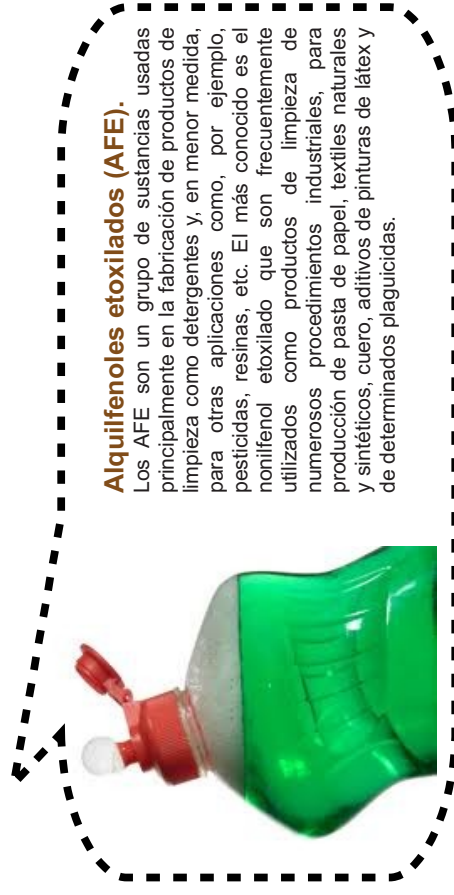 Alquilfenoles etoxilados (AFE).
Los AFE son un grupo de sustancias usadas
principalmente en la fabricación de productos de
limpieza como detergentes y, en menor medida,
para otras aplicaciones como, por ejemplo,
pesticidas, resinas, etc. El más conocido es el
nonilfenol etoxilado que son frecuentemente
utilizados como productos de limpieza de
numerosos procedimientos industriales, para
producción de pasta de papel, textiles naturales
y sintéticos, cuero, aditivos de pinturas de látex y
de determinados plaguicidas.